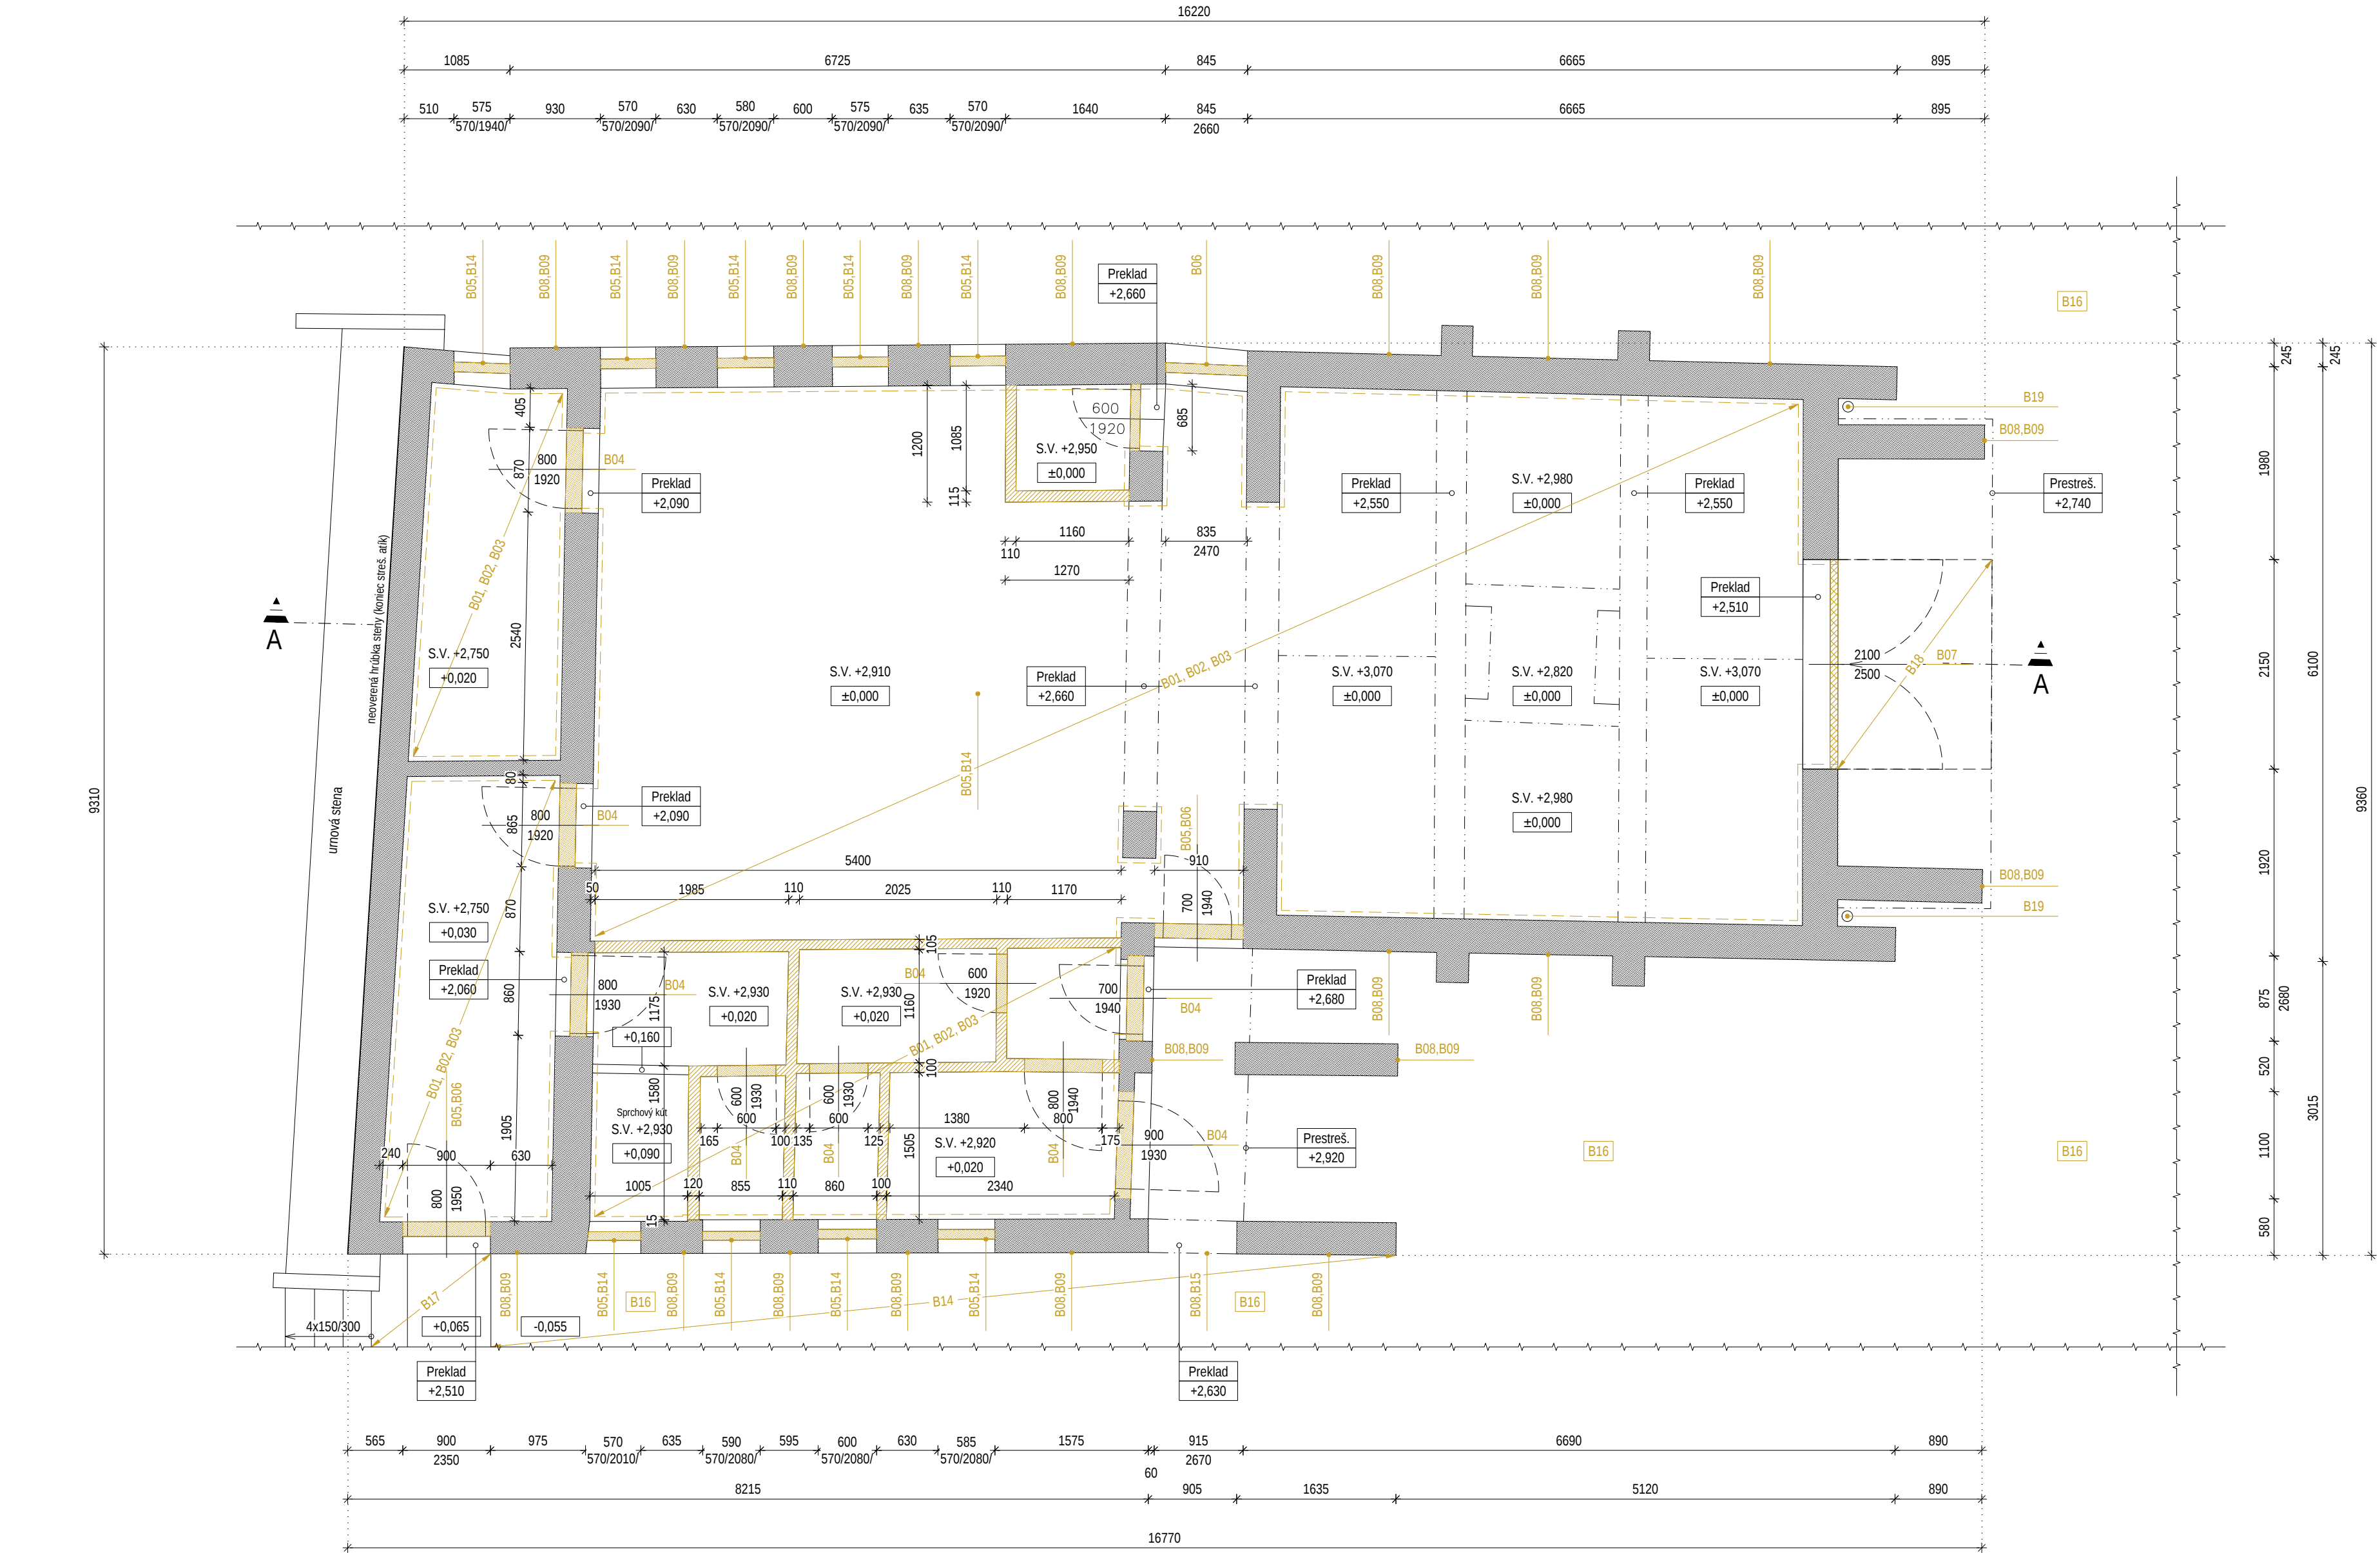 16220
1085 6725 845 6665 895
510 575 930 570 630 580 600 575 635 570 1640 845 6665 895
570/1940/ 570/2090/ 570/2090/ 570/2090/ 570/2090/ 2660
B05,B14 B08,B09 B05,B14 B08,B09 B05,B14 B08,B09 B05,B14 B08,B09 B05,B14 B08,B09 B06 B08,B09 B08,B09 B08,B09
Preklad
+2,660
B16
245 245
B19
B08,B09
405
600
1920
685
1200
1085
115
S.V. +2,950
±0,000
870
800
1920
B04
Preklad
+2,090
Preklad
+2,550
S.V. +2,980
±0,000
Preklad
+2,550
Prestreš.
+2,740
1980
1160
110
1270
835
2470
B01, B02, B03
neoverená hrúbka steny (koniec streš. atík)
Preklad
+2,510
A
2540
S.V. +2,750
+0,020
S.V. +2,910
±0,000
Preklad
+2,660
B01, B02, B03
S.V. +3,070
±0,000
S.V. +2,820
±0,000
S.V. +3,070
±0,000
2100
2500
B18
B07
A
2150
6100
9310
9360
urnová stena
B05,B14
80
865
800
1920
B04
Preklad
+2,090
S.V. +2,980
±0,000
B05,B06
5400
910
50 1985 110 2025 110 1170
700
1940
B08,B09
B19
1920
870
S.V. +2,750
+0,030
Preklad
+2,060
860
800
1930
B04
1175
+0,160
S.V. +2,930
+0,020
S.V. +2,930
+0,020
B04
105
1160
100
600
1920
700
1940
B04
Preklad
+2,680
B08,B09
B08,B09
875
2680
B01, B02, B03
B01, B02, B03
B05,B06
B08,B09
B08,B09
520
1905
1580
Sprchový kút
S.V. +2,930
+0,090
600
1930
600
1930
800
1940
165 600 100 135 600 125 1380 800 175
B04
B04
B04
1505
S.V. +2,920
+0,020
900
1930
B04
Prestreš.
+2,920
B16
B16
1100
3015
240 900 630
800
1950
1005 120 855 110 860 100 2340
15
580
B17
B08,B09 B05,B14 B16 B08,B09 B05,B14 B08,B09 B05,B14 B08,B09 B05,B14 B08,B09 B08,B15 B16 B08,B09
B14
4x150/300
+0,065
-0,055
Preklad
+2,510
Preklad
+2,630
565 900 975 570 635 590 595 600 630 585 1575 915 6690 890
2350 570/2010/ 570/2080/ 570/2080/ 570/2080/ 60 2670
8215 905 1635 5120 890
16770